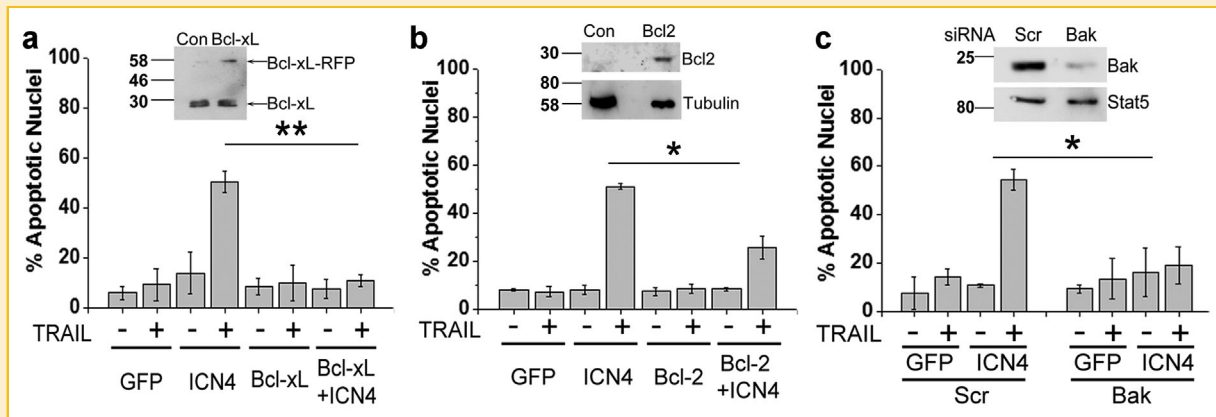 a
Con Bcl-xL
58
46
30
Bcl-xL-RFP
Bcl-xL
% Apoptotic Nuclei
100
80
60
40
20
0
**
TRAIL - + - + - + - +
GFP ICN4 Bcl-xL Bcl-xL
+ICN4
b
Con Bcl2
30
80
58
Bcl2
Tubulin
% Apoptotic Nuclei
100
80
60
40
20
0
*
TRAIL - + - + - + - +
GFP ICN4 Bcl-2 Bcl-2
+ICN4
c
siRNA Scr Bak
25
80
Bak
Stat5
% Apoptotic Nuclei
100
80
60
40
20
0
*
TRAIL - + - + - + - +
GFP ICN4 GFP ICN4
Scr Bak